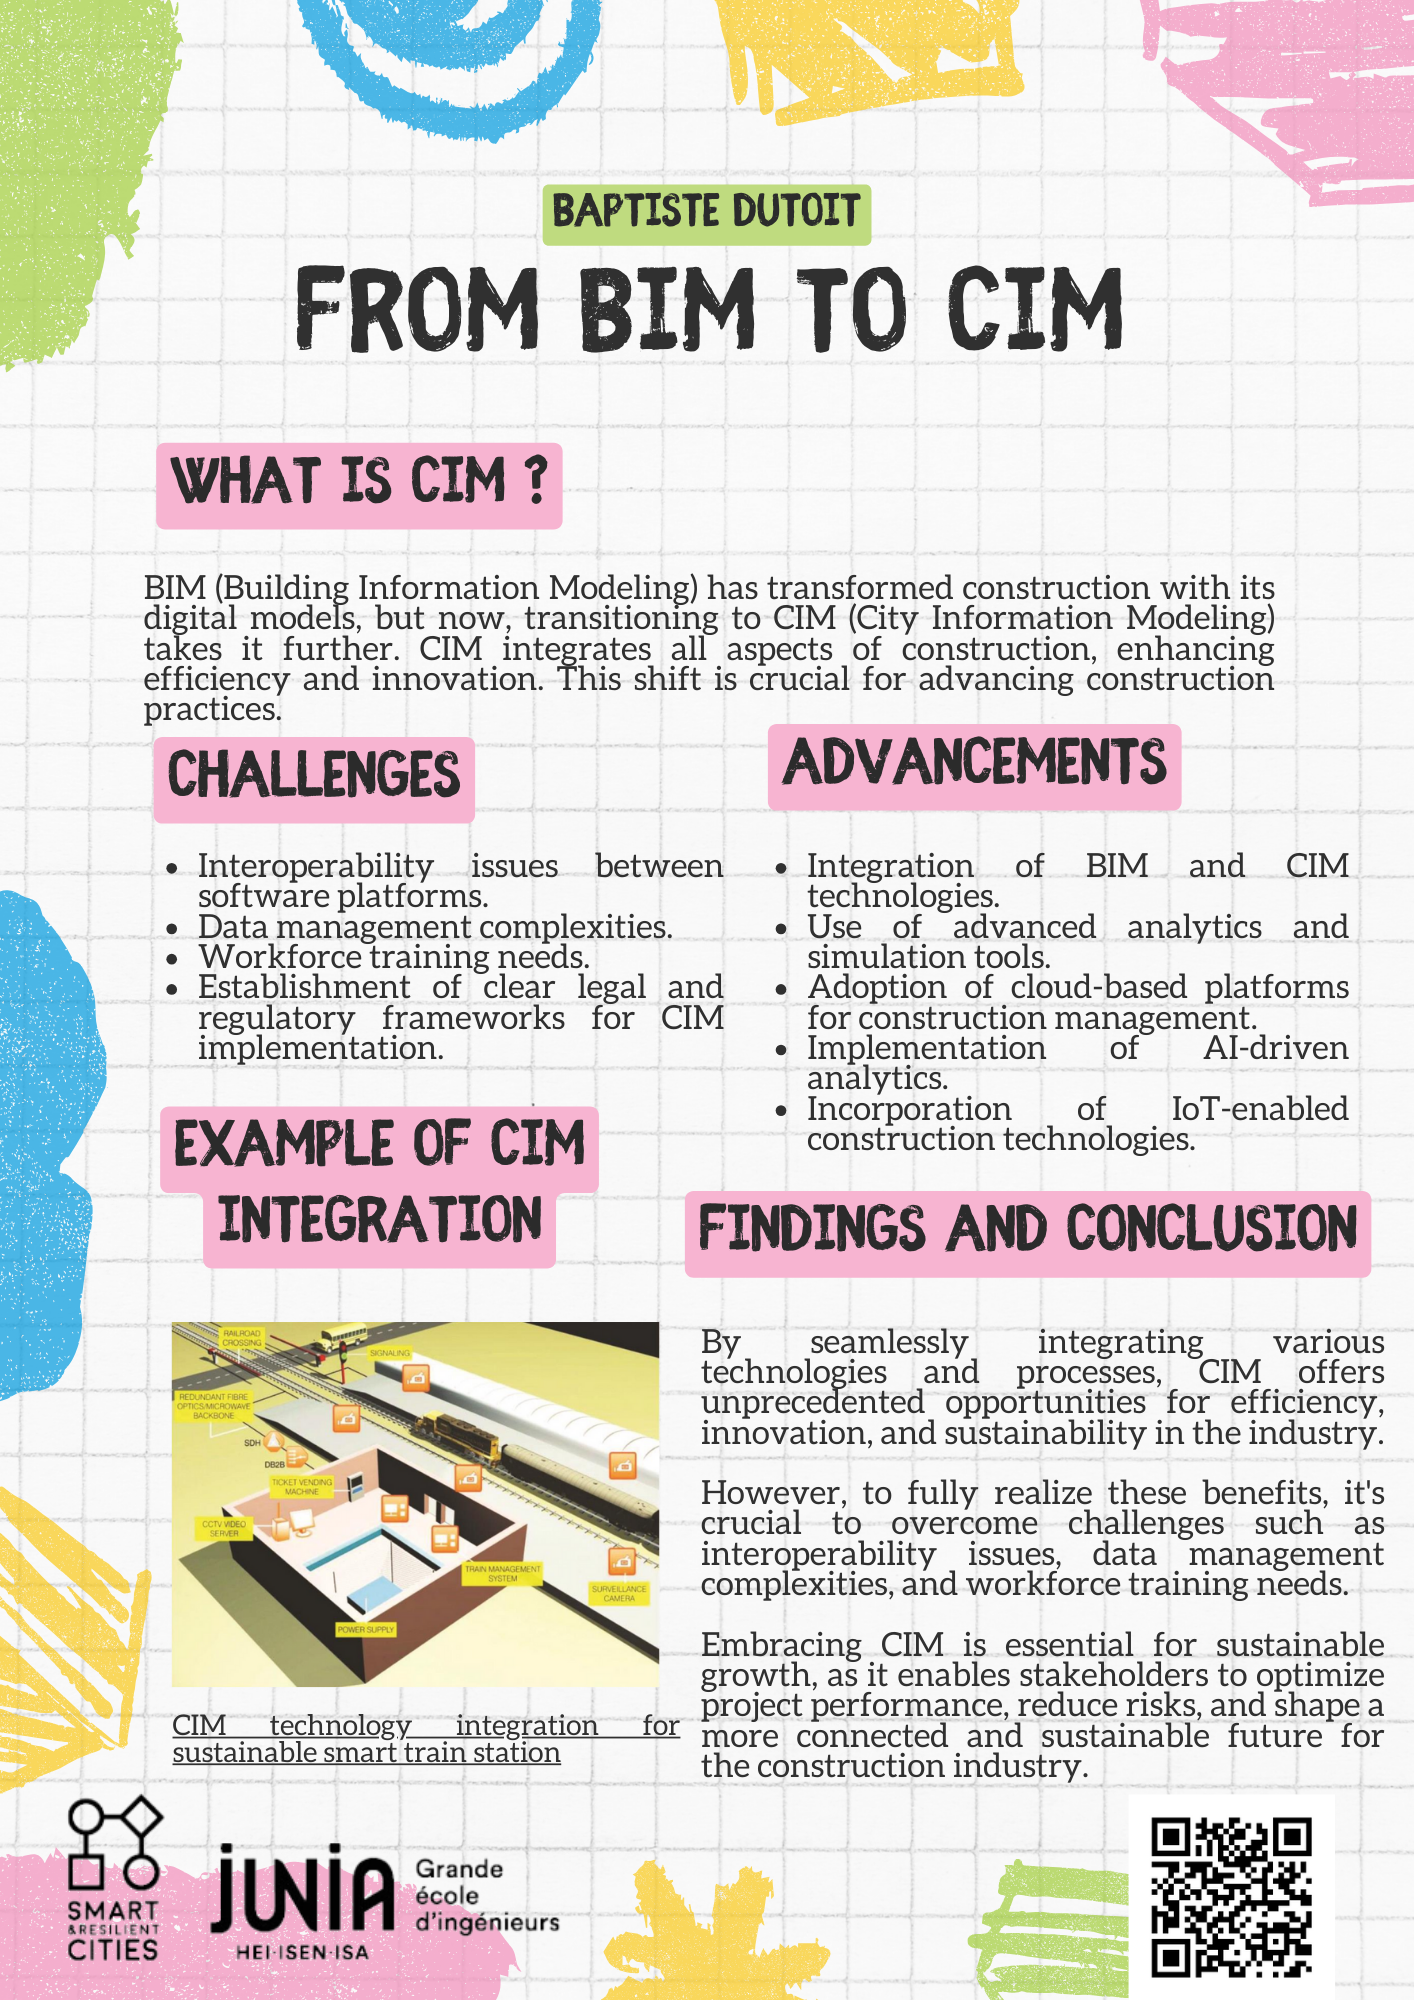 BAPTISTE DUTOIT
FROM BIM TO CIM
WHAT IS CIM ?
BIM (Building Information Modeling) has transformed construction with its
digital models, but now, transitioning to CIM (City Information Modeling)
takes it further. CIM integrates all aspects of construction, enhancing
efficiency and innovation. This shift is crucial for advancing construction
practices.
CHALLENGES
• Interoperability issues between
software platforms.
• Data management complexities.
• Workforce training needs.
• Establishment of clear legal and
regulatory frameworks for CIM
implementation.
ADVANCEMENTS
• Integration of BIM and CIM
technologies.
• Use of advanced analytics and
simulation tools.
• Adoption of cloud-based platforms
for construction management.
• Implementation of AI-driven
analytics.
• Incorporation of IoT-enabled
construction technologies.
EXAMPLE OF CIM
INTEGRATION
RAILROAD
CROSSING
SIGNALING
REDUNDANT FIBRE
OPTICS/MICROWAVE
BACKBONE
SDH
DB2B
TICKET VENDING
MACHINE
CCTV VIDEO
SERVER
TRAIN MANAGEMENT
SYSTEM
SURVEILLANCE
CAMERA
POWER SUPPLY
CIM technology integration for
sustainable smart train station
FINDINGS AND CONCLUSION
By seamlessly integrating various
technologies and processes, CIM offers
unprecedented opportunities for efficiency,
innovation, and sustainability in the industry.
However, to fully realize these benefits, it's
crucial to overcome challenges such as
interoperability issues, data management
complexities, and workforce training needs.
Embracing CIM is essential for sustainable
growth, as it enables stakeholders to optimize
project performance, reduce risks, and shape a
more connected and sustainable future for
the construction industry.
SMART
&RESILIENT
CITIES
JUNIA
HEI·ISEN·ISA
Grande
école
d'ingénieurs